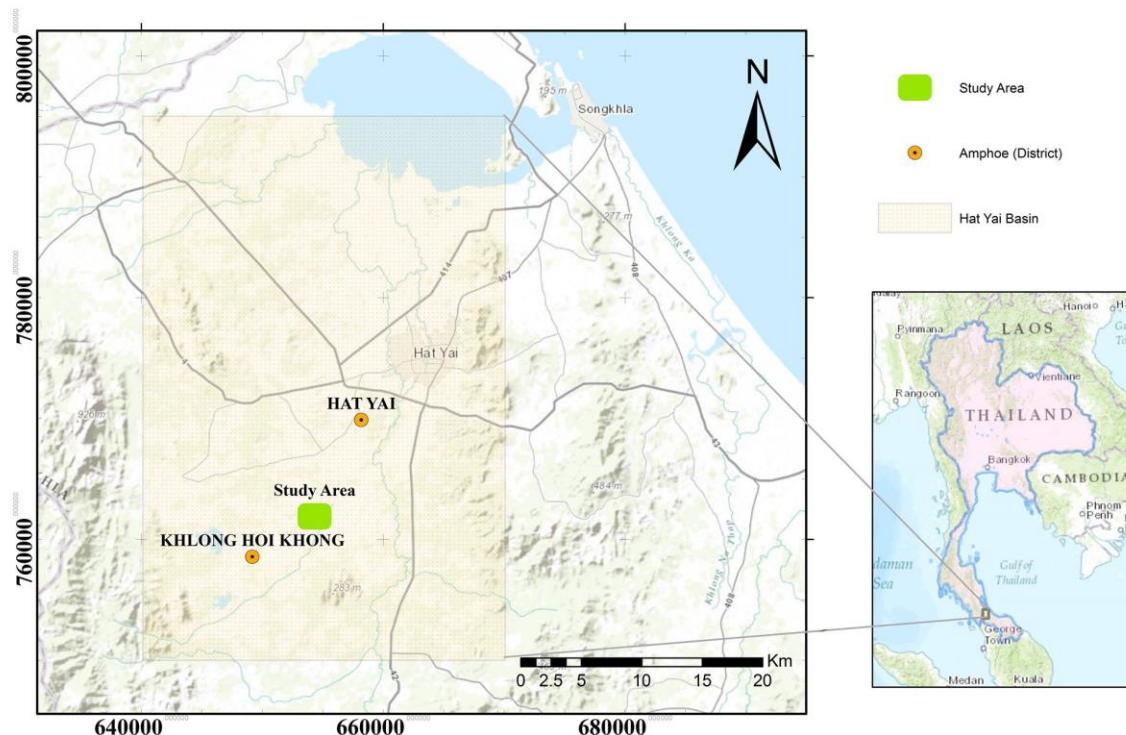 800000
780000
760000
640000
660000
680000
195 m
Songkhla
N
277 m
408
414
407
Hat Yai
4
HAT YAI
43
926 m
484 m
Study Area
KHLONG HOI KHONG
283 m
408
42
Km
0 2.5 5 10 15 20
Study Area
Amphoe (District)
Hat Yai Basin
Hanoi
LAOS
Pyinmana
Vientiane
Rangoon
THAILAND
Bangkok
CAMBODIA
Phnom
Penh
daman
Sea
Gulf of
Thailand
George
Town
Medan
Kuala